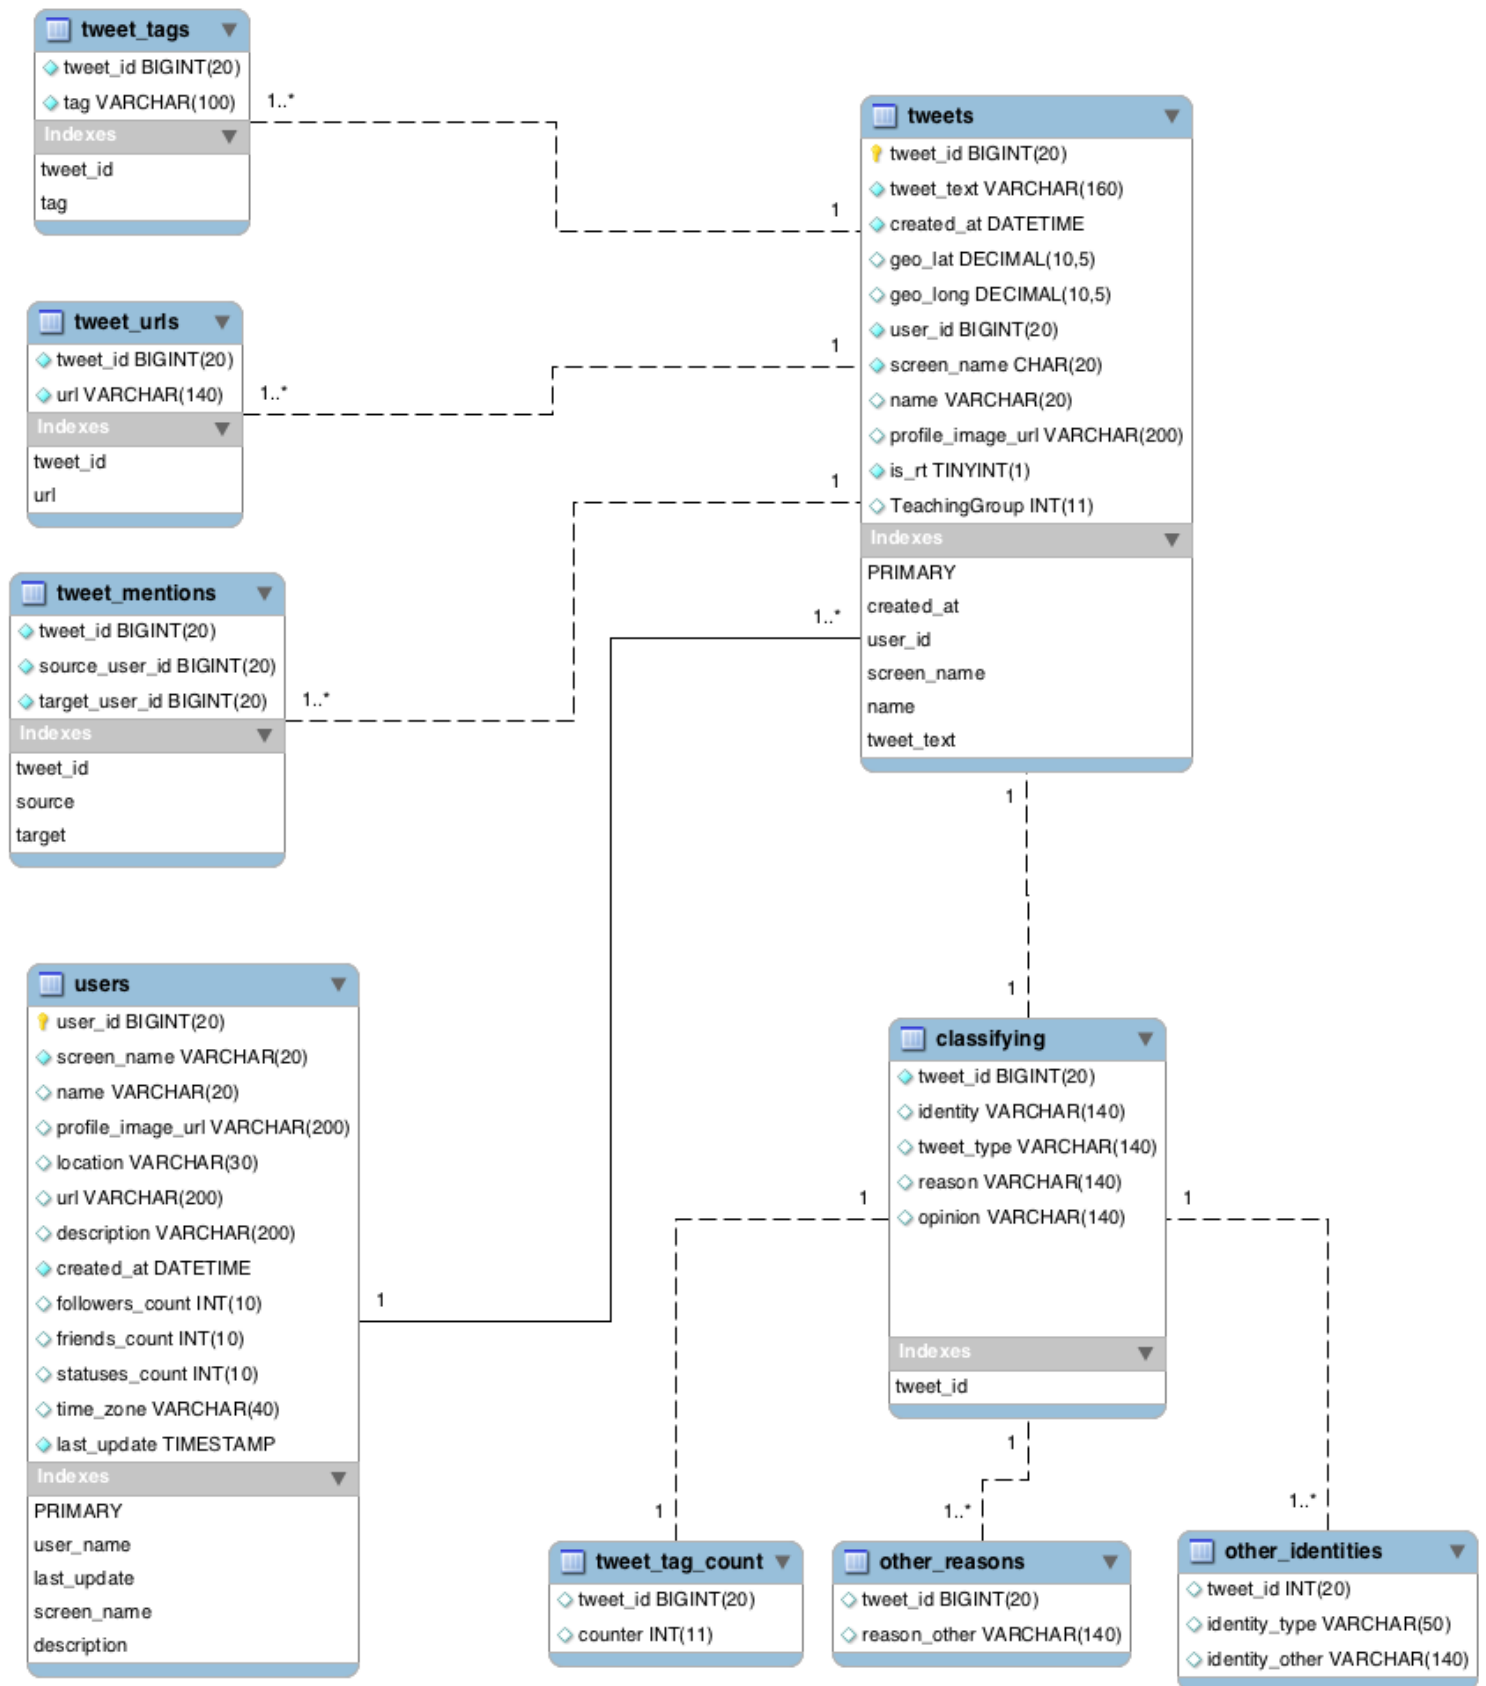 tweet_tags
tweet_id BIGINT(20)
tag VARCHAR(100)
Indexes
tweet_id
tag
1..*
1
tweets
tweet_id BIGINT(20)
tweet_text VARCHAR(160)
created_at DATETIME
geo_lat DECIMAL(10,5)
geo_long DECIMAL(10,5)
user_id BIGINT(20)
screen_name CHAR(20)
name VARCHAR(20)
profile_image_url VARCHAR(200)
is_rt TINYINT(1)
TeachingGroup INT(11)
Indexes
PRIMARY
created_at
user_id
screen_name
name
tweet_text
tweet_urls
tweet_id BIGINT(20)
url VARCHAR(140)
Indexes
tweet_id
url
1..*
1
tweet_mentions
tweet_id BIGINT(20)
source_user_id BIGINT(20)
target_user_id BIGINT(20)
Indexes
tweet_id
source
target
1..*
1
1..*
1
1
users
user_id BIGINT(20)
screen_name VARCHAR(20)
name VARCHAR(20)
profile_image_url VARCHAR(200)
location VARCHAR(30)
url VARCHAR(200)
description VARCHAR(200)
created_at DATETIME
followers_count INT(10)
friends_count INT(10)
statuses_count INT(10)
time_zone VARCHAR(40)
last_update TIMESTAMP
Indexes
PRIMARY
user_name
last_update
screen_name
description
1
classifying
tweet_id BIGINT(20)
identity VARCHAR(140)
tweet_type VARCHAR(140)
reason VARCHAR(140)
opinion VARCHAR(140)
Indexes
tweet_id
1
1
1
1
1..*
1..*
tweet_tag_count
tweet_id BIGINT(20)
counter INT(11)
other_reasons
tweet_id BIGINT(20)
reason_other VARCHAR(140)
other_identities
tweet_id INT(20)
identity_type VARCHAR(50)
identity_other VARCHAR(140)